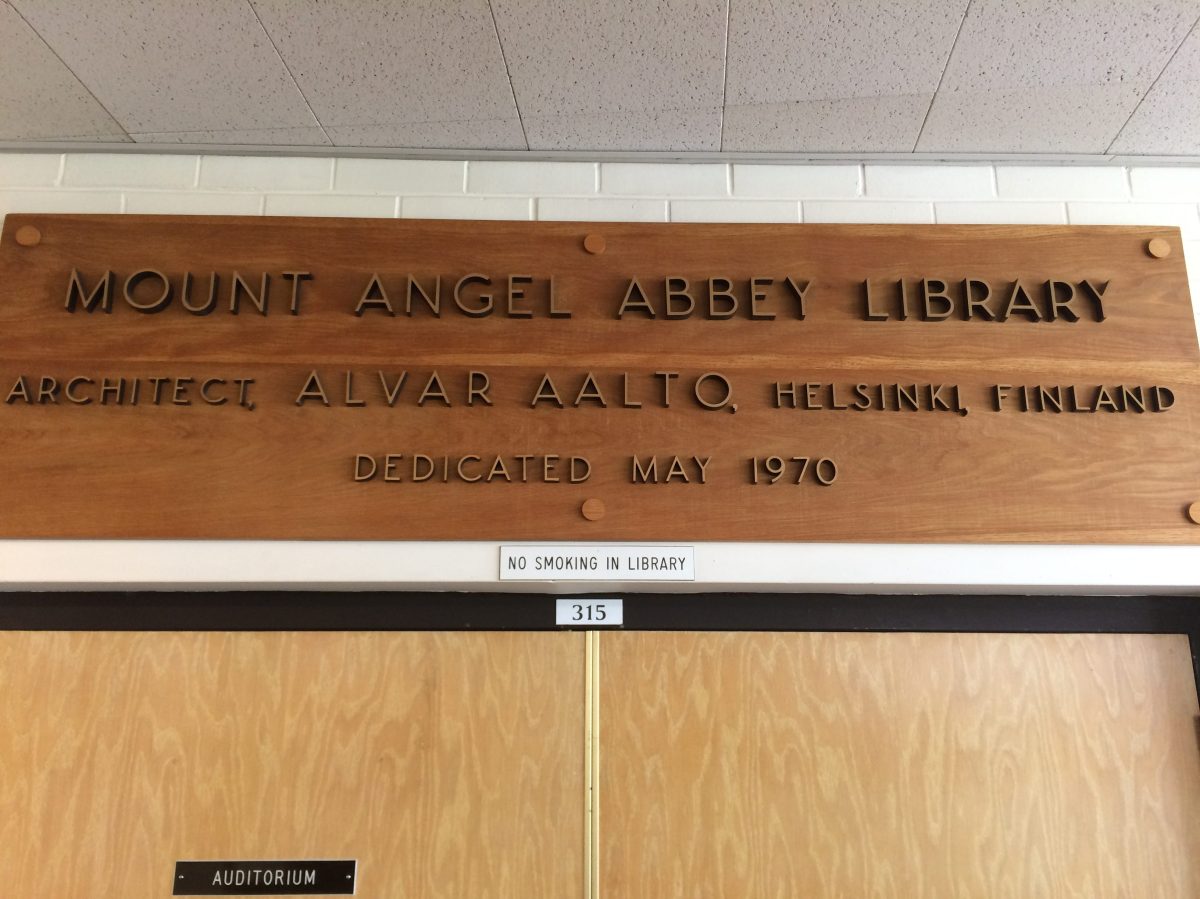 MOUNT ANGEL ABBEY LIBRARY
ARCHITECT, ALVAR AALTO, HELSINKI, FINLAND
DEDICATED MAY 1970
NO SMOKING IN LIBRARY
315
AUDITORIUM